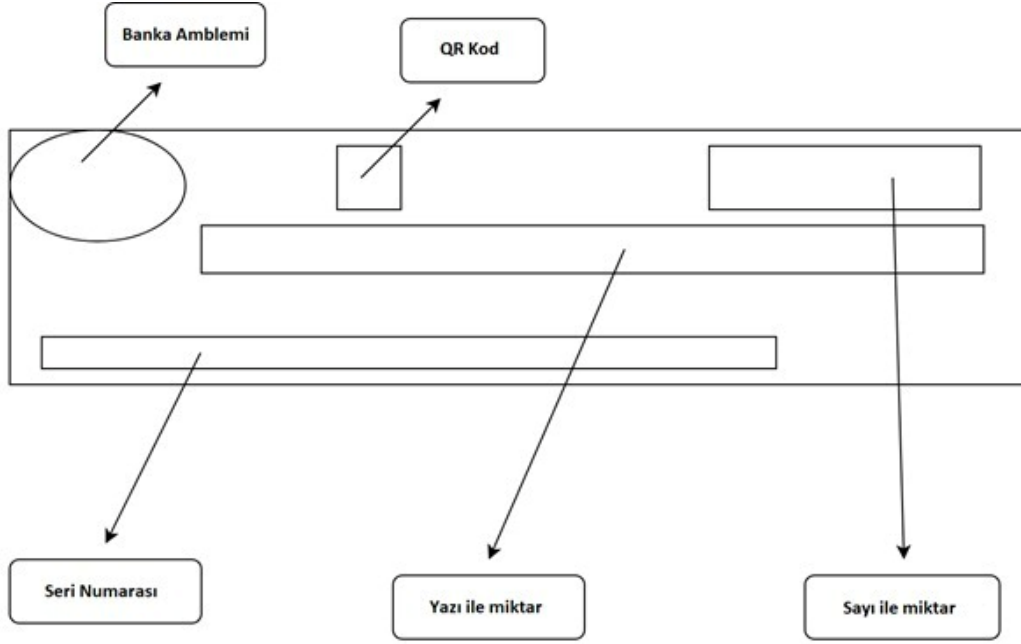 Banka Amblemi
QR Kod
Seri Numarası
Yazı ile miktar
Sayı ile miktar